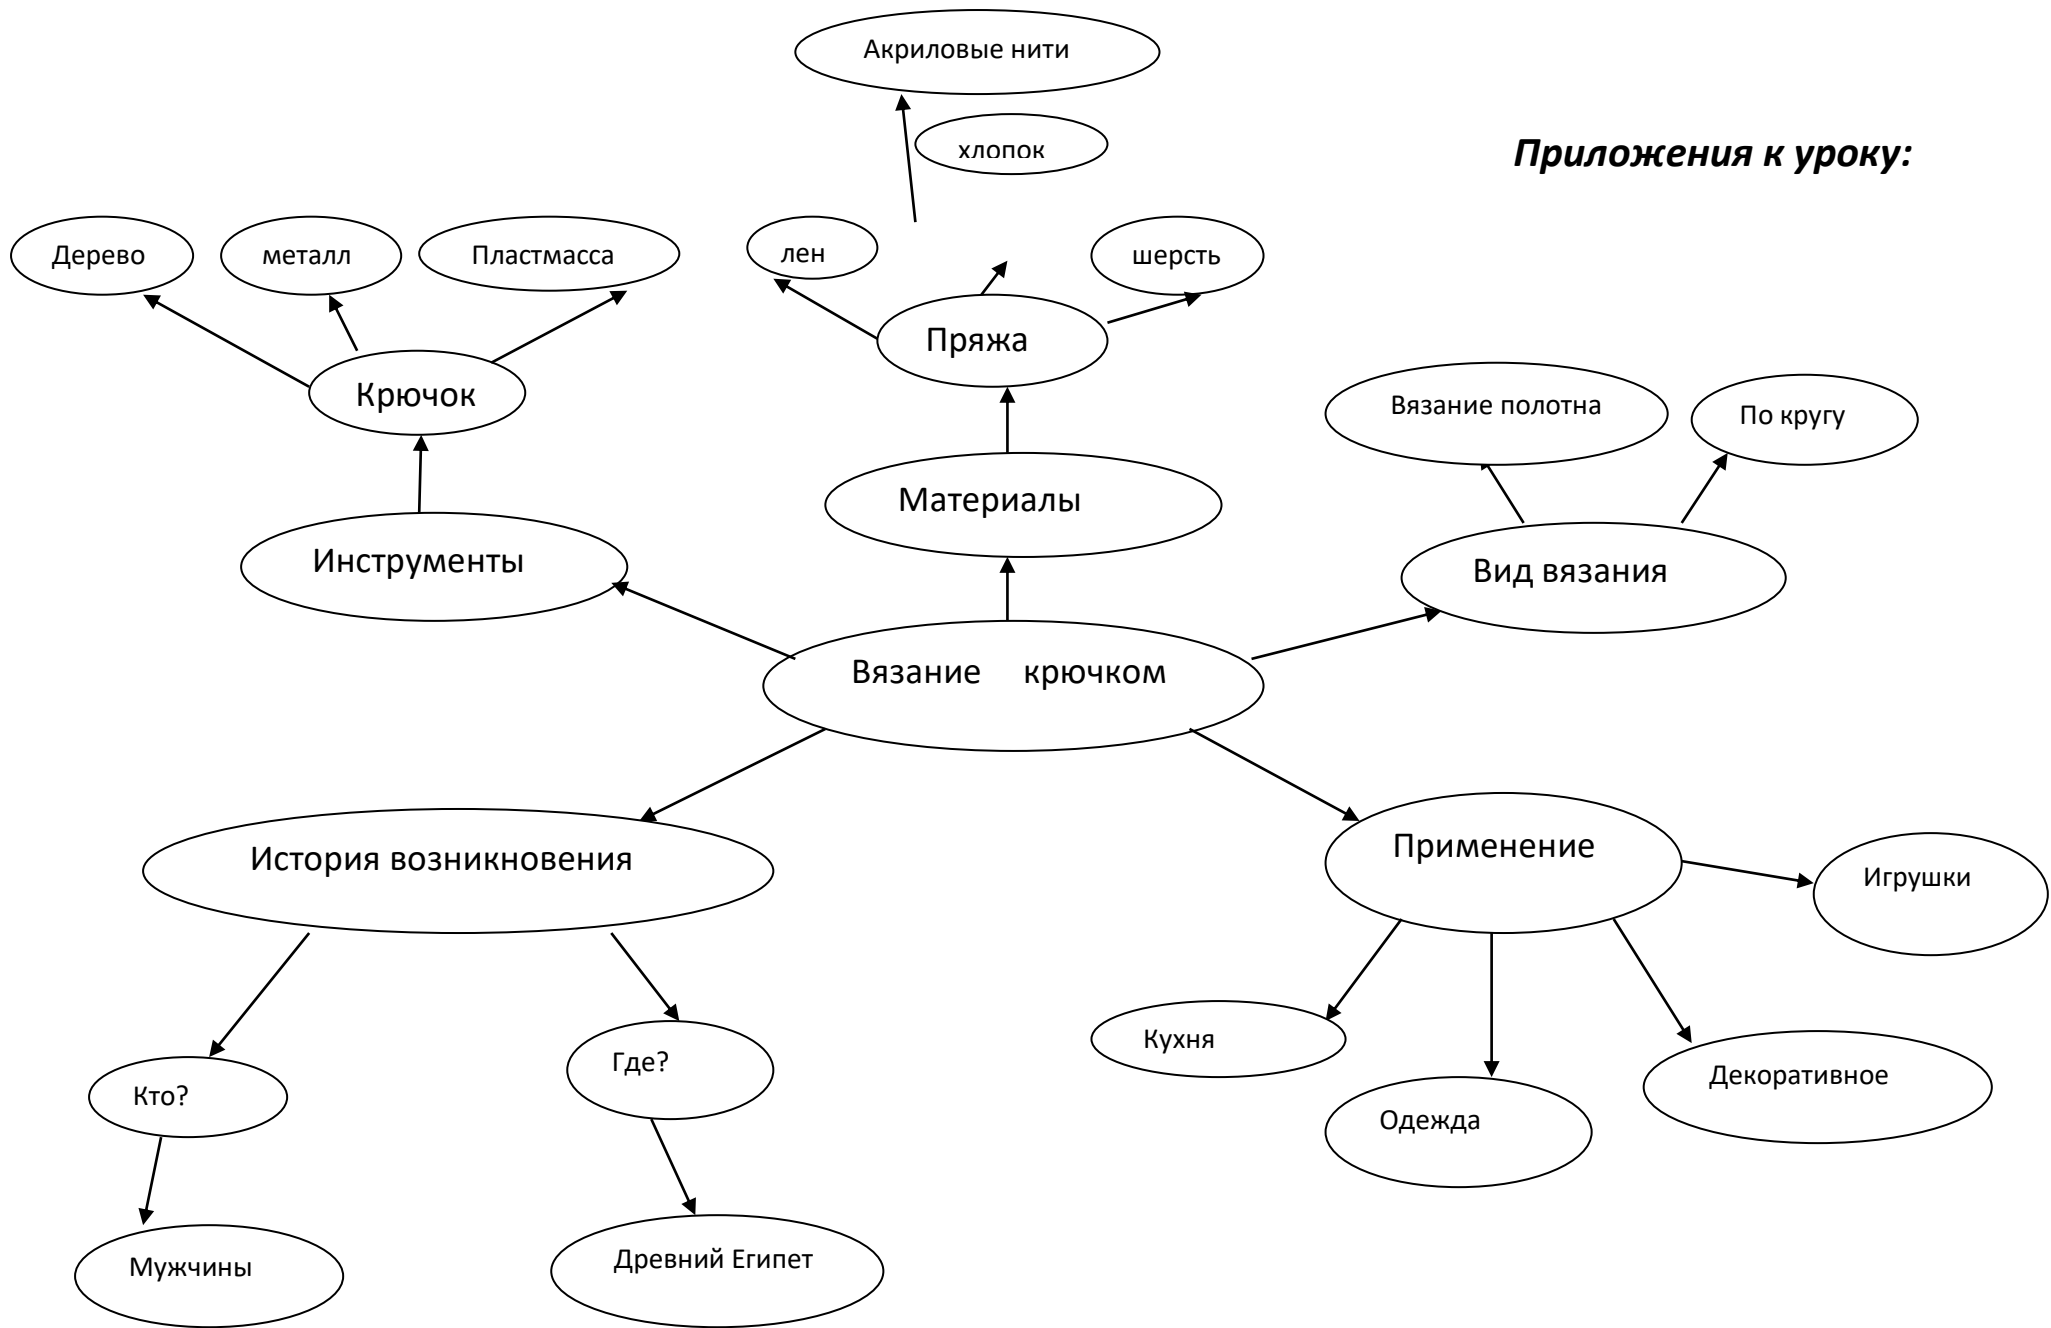 Акриловые нити
хлопок
Приложения к уроку:
Дерево
металл
Пластмасса
лен
шерсть
Пряжа
Крючок
Вязание полотна
По кругу
Материалы
Инструменты
Вид вязания
Вязание крючком
История возникновения
Применение
Игрушки
Кухня
Где?
Декоративное
Кто?
Одежда
Мужчины
Древний Египет